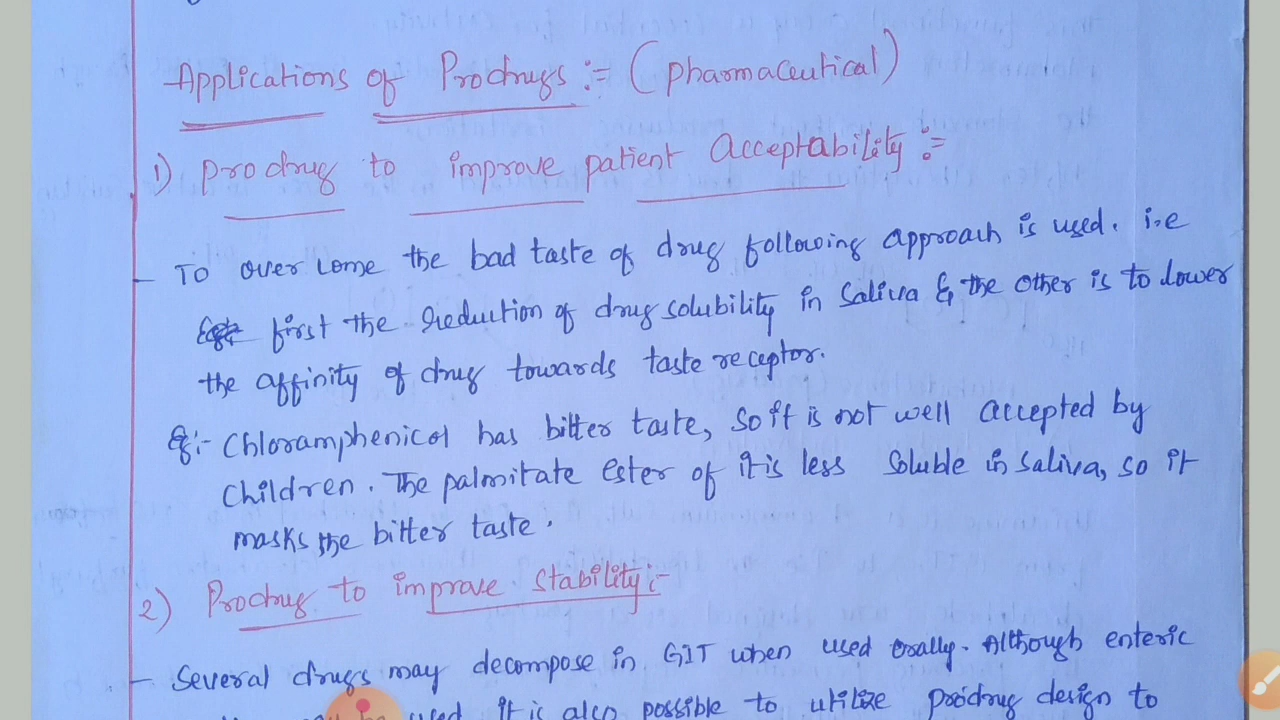 Applications of Prodrugs := (pharmaceutical)
1) prodrug to improve patient Acceptability :=
- To over come the bad taste of drug following approach is used. i.e
first the reduction of drug solubility in saliva & the other is to lower
the affinity of drug towards taste receptor.
Eg:- Chloramphenicol has bitter taste, so it is not well accepted by
children. The palmitate ester of it is less soluble in saliva, so it
masks the bitter taste.
2) Prodrug to improve stability:-
- Several drugs may decompose in GIT when used orally. Although enteric
used it is also possible to utilize prodrug design to